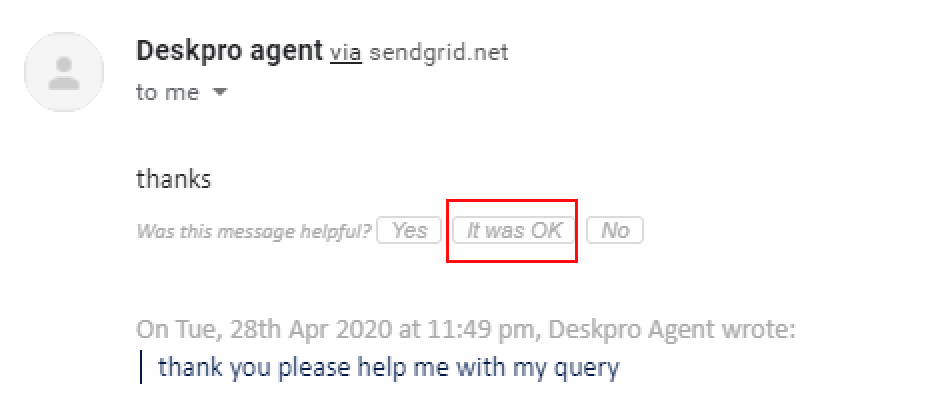 Deskpro agent via sendgrid.net
to me
thanks
Was this message helpful? Yes It was OK No
On Tue, 28th Apr 2020 at 11:49 pm, Deskpro Agent wrote:
thank you please help me with my query